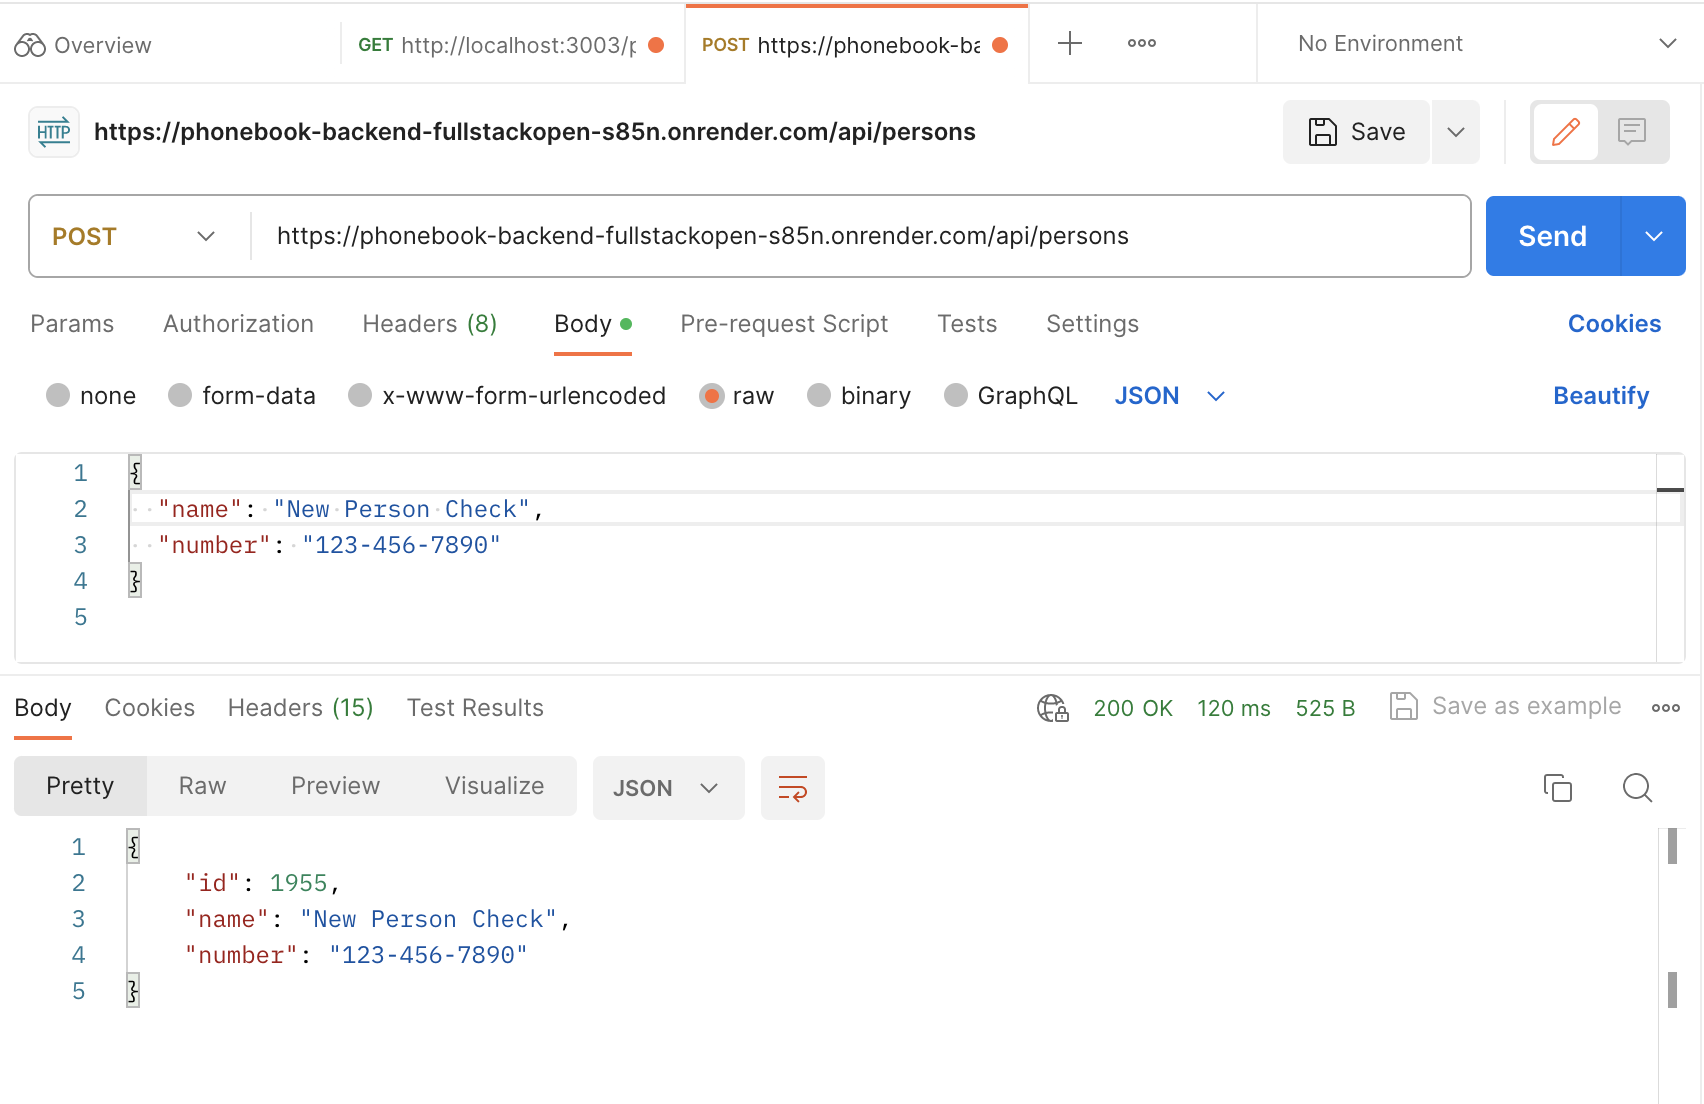 Overview
GET http://localhost:3003/p
POST https://phonebook-ba
No Environment
HTTP https://phonebook-backend-fullstackopen-s85n.onrender.com/api/persons
Save
POST https://phonebook-backend-fullstackopen-s85n.onrender.com/api/persons
Send
Params Authorization Headers (8) Body Pre-request Script Tests Settings Cookies
none form-data x-www-form-urlencoded raw binary GraphQL JSON Beautify
1 {
2 "name": "New Person Check",
3 "number": "123-456-7890"
4 }
5
Body Cookies Headers (15) Test Results 200 OK 120 ms 525 B Save as example
Pretty Raw Preview Visualize JSON
1 {
2 "id": 1955,
3 "name": "New Person Check",
4 "number": "123-456-7890"
5 }